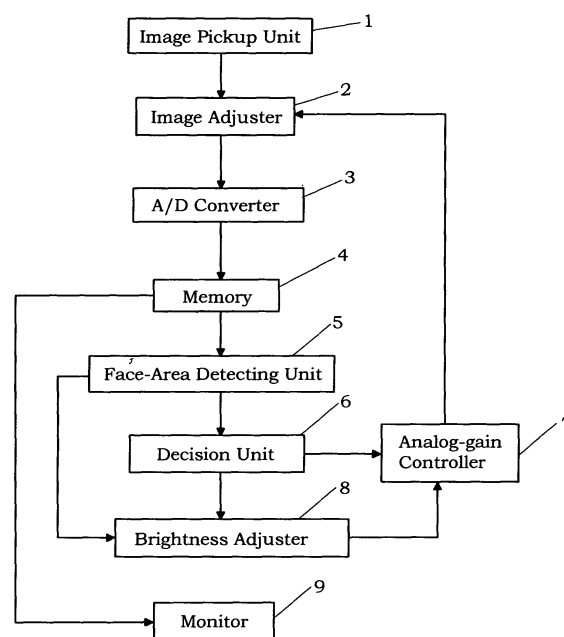 Image Pickup Unit
1
Image Adjuster
2
A/D Converter
3
Memory
4
Face-Area Detecting Unit
5
Decision Unit
6
Analog-gain
Controller
Brightness Adjuster
8
Monitor
9